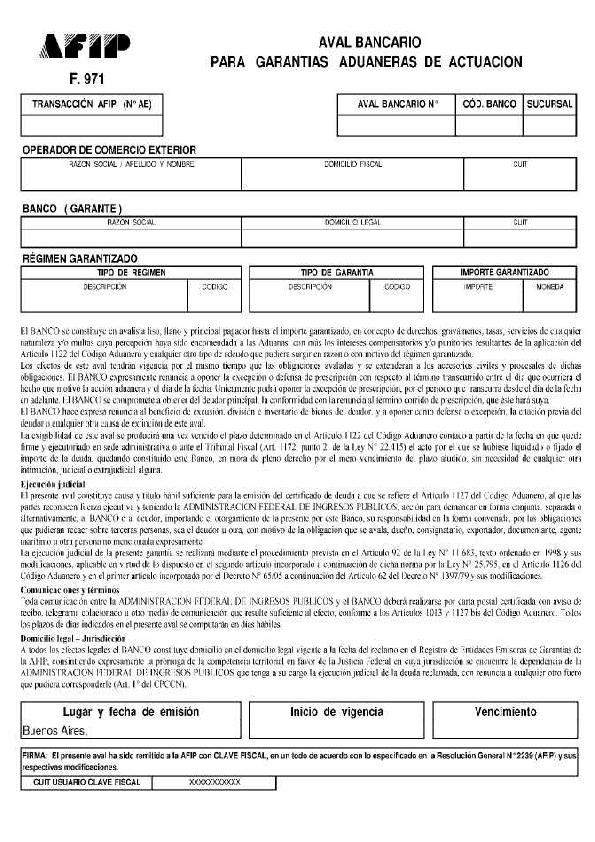 AFIP
AVAL BANCARIO
PARA GARANTIAS ADUANERAS DE ACTUACION
F. 971
TRANSACCIÓN AFIP (Nº AE)
AVAL BANCARIO Nº
CÓD. BANCO
SUCURSAL
OPERADOR DE COMERCIO EXTERIOR
RAZON SOCIAL / APELLIDO Y NOMBRE
DOMICILIO FISCAL
CUIT
BANCO ( GARANTE )
RAZON SOCIAL
DOMICILIO LEGAL
CUIT
RÉGIMEN GARANTIZADO
TIPO DE REGIMEN
TIPO DE GARANTIA
IMPORTE GARANTIZADO
DESCRIPCIÓN
CODIGO
DESCRIPCIÓN
CODIGO
IMPORTE
MONEDA
El BANCO se constituye en avalista liso, llano y principal pagador hasta el importe garantizado, en concepto de derechos, gravámenes, tasas, servicios de cualquier
naturaleza y/o multas cuya percepción haya sido encomendada a las Aduanas, con más los intereses compensatorios y/o punitorios resultantes de la aplicación del
Artículo 1122 del Código Aduanero y cualquier otro tipo de adeudo que pudiera surgir en razón o con motivo del régimen garantizado.
Los efectos de este aval tendrán vigencia por el mismo tiempo que las obligaciones avaladas y se extenderán a los accesorios civiles y procesales de dichas
obligaciones. El BANCO expresamente renuncia a oponer la excepción o defensa de prescripción con respecto al término transcurrido entre el día que ocurriera el
hecho que motivó la acción aduanera y el día de la fecha. Únicamente podrá oponer la excepción de prescripción, por el período que transcurra desde el día de la fecha
en adelante. El BANCO se compromete a obtener del deudor principal, la conformidad con la renuncia al término corrido de prescripción, que éste hará suya.
El BANCO hace expresa renuncia al beneficio de excusión, división e inventario de bienes del deudor, y a oponer como defensa o excepción, la citación previa del
deudor o cualquier otra causa de extinción de este aval.
La exigibilidad de este aval se producirá una vez vencido el plazo determinado en el Artículo 1122 del Código Aduanero contado a partir de la fecha en que quede
firme y ejecutoriado en sede administrativa o ante el Tribunal Fiscal (Art. 1172, punto 2, de la Ley Nº 22.415) el acto por el que se hubiese liquidado o fijado el
importe de la deuda, quedando constituido este Banco, en mora de pleno derecho por el mero vencimiento del plazo aludido, sin necesidad de cualquier otra
intimación, judicial o extrajudicial alguna.
Ejecución judicial
El presente aval constituye causa y título hábil suficiente para la emisión del certificado de deuda a que se refiere el Artículo 1127 del Código Aduanero, al que las
partes reconocen fuerza ejecutiva y teniendo la ADMINISTRACION FEDERAL DE INGRESOS PUBLICOS, acción para demandar en forma conjunta, separada o
alternativamente, a BANCO o a deudor, importando el otorgamiento de la presente por este Banco, su responsabilidad en la forma convenida, por las obligaciones
que pudieran recaer sobre terceras personas, sea el deudor u otra, con motivo de la obligación que se avala, dueño, consignatario, exportador, documentante, agente
marítimo u otra persona no mencionada expresamente.
La ejecución judicial de la presente garantía se realizará mediante el procedimiento previsto en el Artículo 92 de la Ley Nº 11.683, texto ordenado en 1998 y sus
modificaciones, aplicable en virtud de lo dispuesto en el segundo artículo incorporado a continuación de dicha norma por la Ley Nº 25.795, en el Artículo 1126 del
Código Aduanero y en el primer artículo incorporado por el Decreto Nº 65/05 a continuación del Artículo 62 del Decreto Nº 1397/79 y sus modificaciones.
Comunicaciones y términos
Toda comunicación entre la ADMINISTRACION FEDERAL DE INGRESOS PUBLICOS y el BANCO deberá realizarse por carta postal certificada con aviso de
recibo, telegrama colacionado u otro medio de comunicación que resulte suficiente al efecto, conforme a los Artículos 1013 y 1127 bis del Código Aduanero. Todos
los plazos de días indicados en el presente aval se computarán en días hábiles.
Domicilio legal – Jurisdicción
A todos los efectos legales el BANCO constituye domicilio en el domicilio legal vigente a la fecha del reclamo en el Registro de Entidades Emisoras de Garantías de
la AFIP, consintiendo expresamente la prórroga de la competencia territorial en favor de la Justicia Federal en cuya jurisdicción se encuentre la dependencia de la
ADMINISTRACION FEDERAL DE INGRESOS PUBLICOS que tenga a su cargo la ejecución judicial de la deuda reclamada, con renuncia a cualquier otro fuero
que pudiera corresponderle (Art. 1º del CPCCN).
Lugar y fecha de emisión
Inicio de vigencia
Vencimiento
Buenos Aires,
FIRMA: El presente aval ha sido remitido a la AFIP con CLAVE FISCAL, en un todo de acuerdo con lo especificado en la Resolución General Nº2239 (AFIP) y sus
respectivas modificaciones.
CUIT USUARIO CLAVE FISCAL
XXXXXXXXXXX